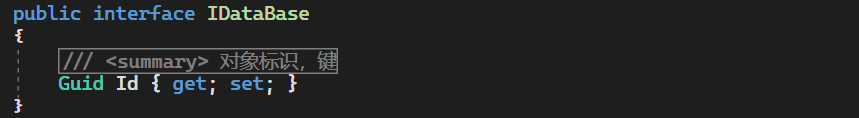 public interface IDataBase
{
/// <summary> 对象标识，键
Guid Id { get; set; }
}